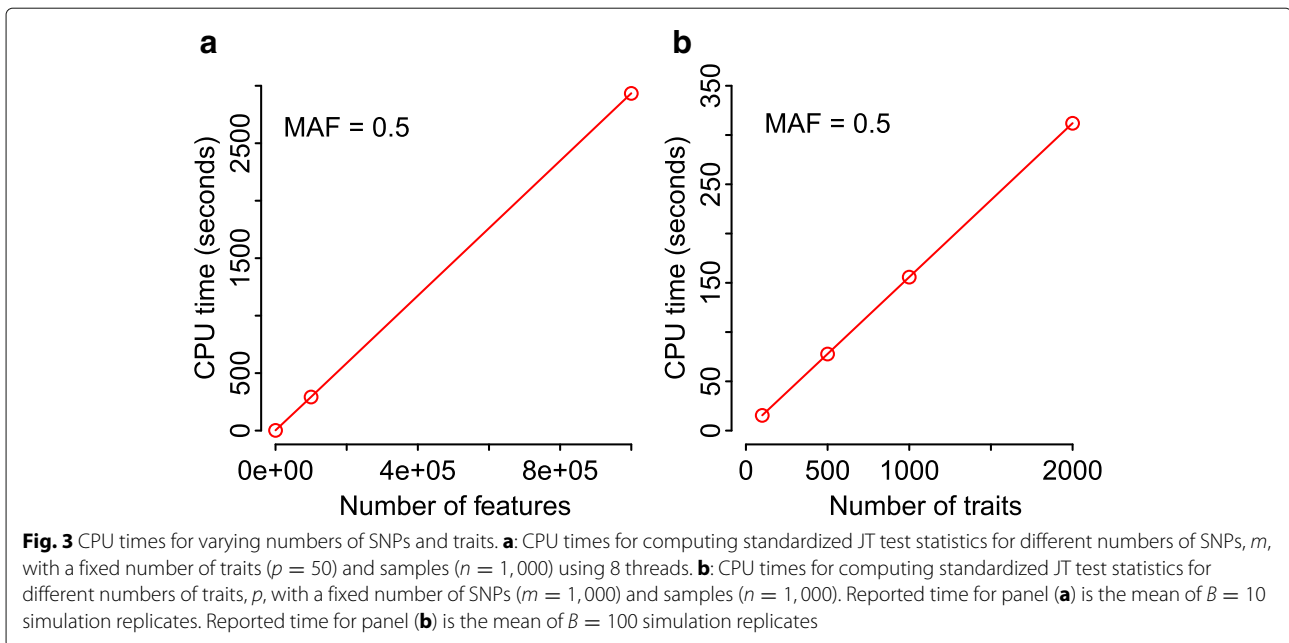 a
MAF = 0.5
CPU time (seconds)
0 500 1500 2500
0e+00 4e+05 8e+05
Number of features
b
MAF = 0.5
CPU time (seconds)
0 50 150 250 350
0 500 1000 2000
Number of traits
Fig. 3 CPU times for varying numbers of SNPs and traits. a: CPU times for computing standardized JT test statistics for different numbers of SNPs, m,
with a fixed number of traits (p = 50) and samples (n = 1, 000) using 8 threads. b: CPU times for computing standardized JT test statistics for
different numbers of traits, p, with a fixed number of SNPs (m = 1, 000) and samples (n = 1, 000). Reported time for panel (a) is the mean of B = 10
simulation replicates. Reported time for panel (b) is the mean of B = 100 simulation replicates